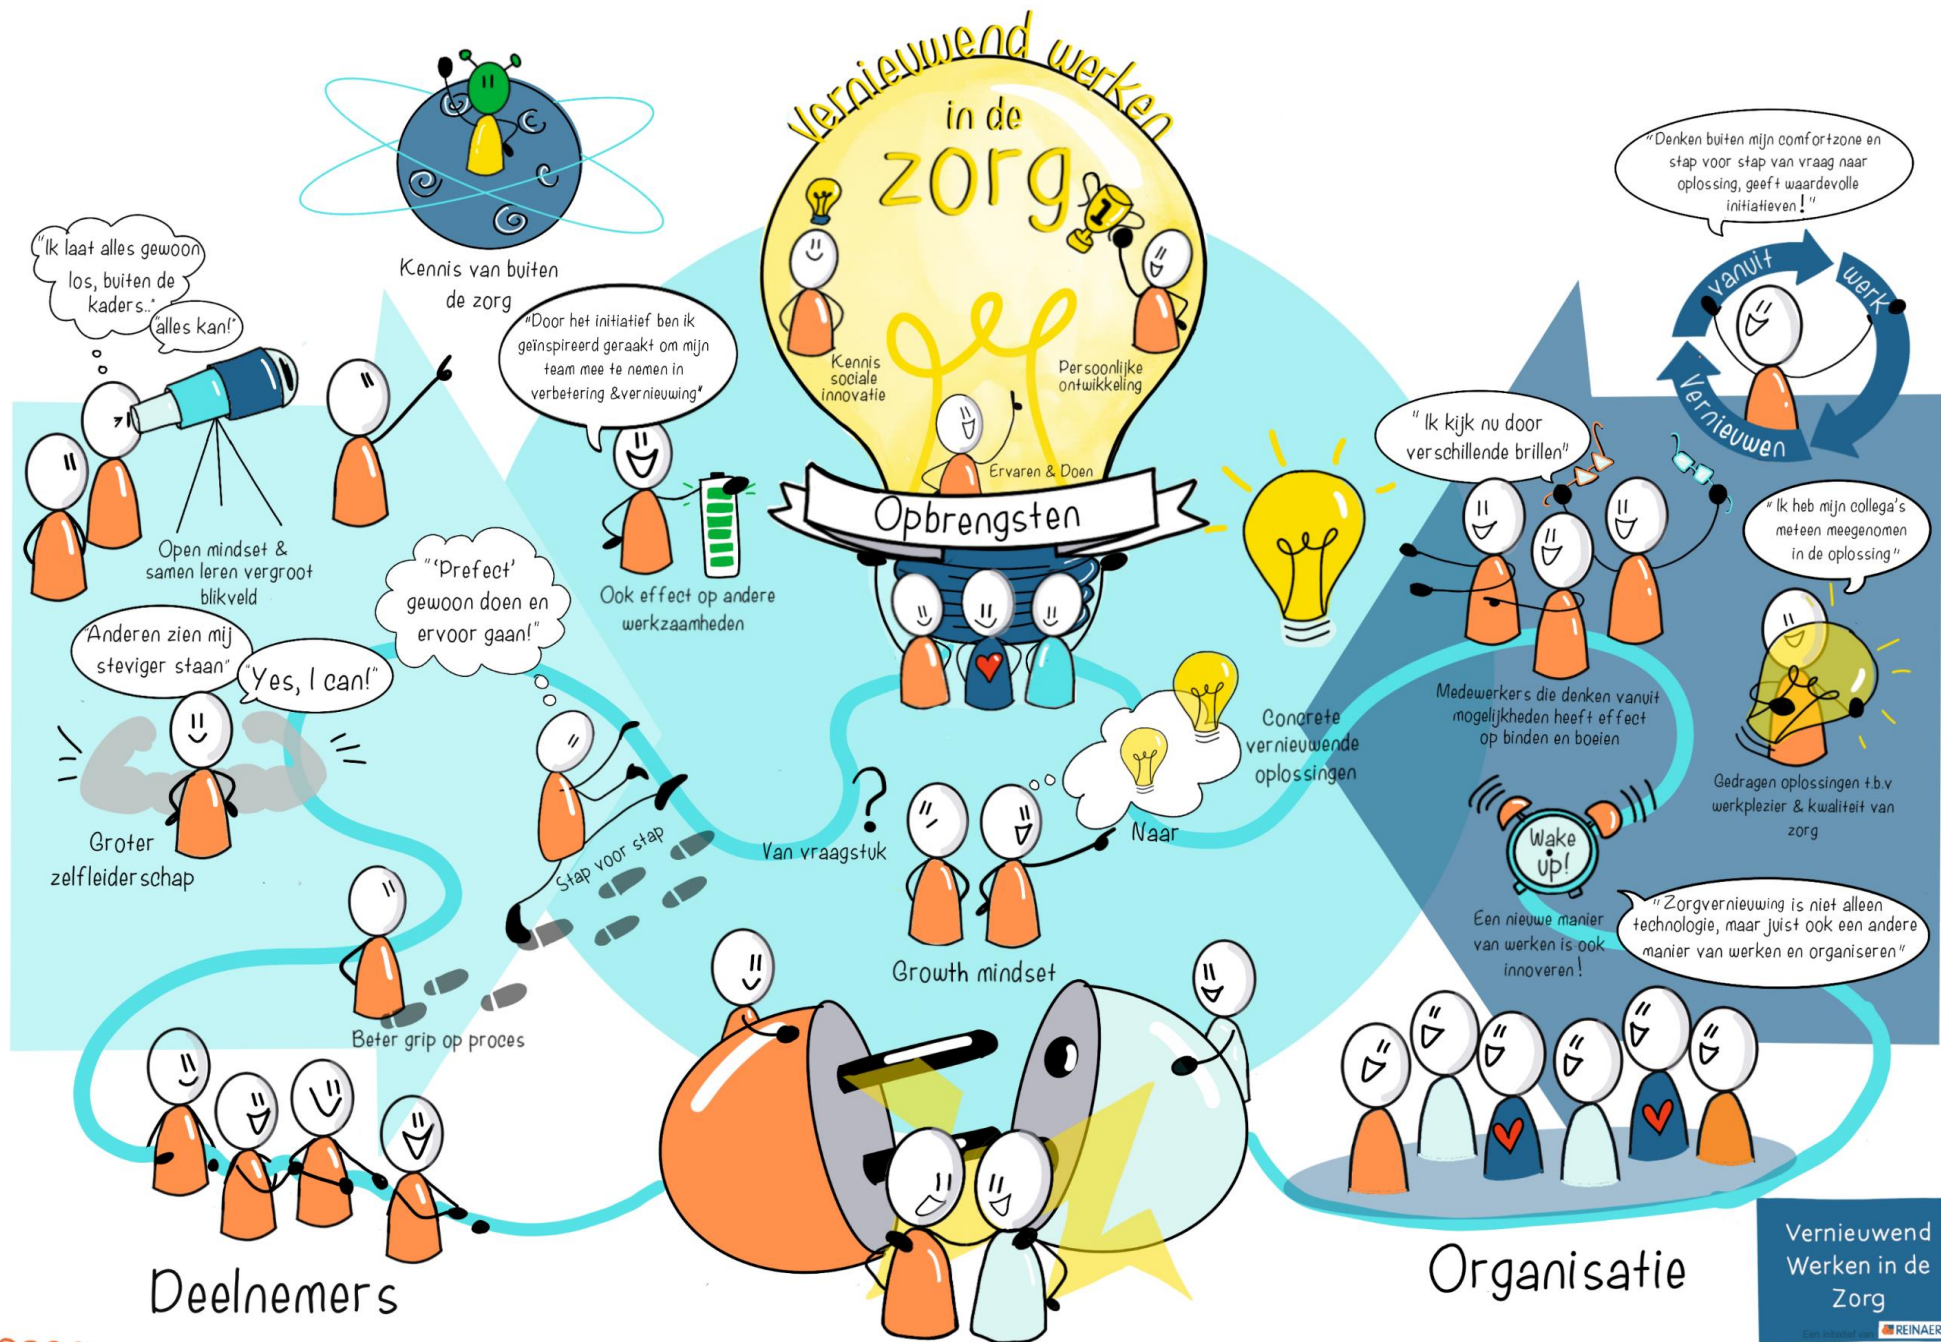 Vernieuwend werken
in de
zorg
Kennis
sociale
innovatie
Persoonlijke
ontwikkeling
Ervaren & Doen
Opbrengsten
Kennis van buiten
de zorg
"Ik laat alles gewoon
los, buiten de
kaders.."
"alles kan!"
Open mindset &
samen leren vergroot
blikveld
"Door het initiatief ben ik
geïnspireerd geraakt om mijn
team mee te nemen in
verbetering &vernieuwing"
Ook effect op andere
werkzaamheden
"Anderen zien mij
steviger staan"
"Yes, I can!"
Groter
zelfleiderschap
"'Prefect'
gewoon doen en
ervoor gaan!"
Stap voor stap
Beter grip op proces
Van vraagstuk
?
Naar
Concrete
vernieuwende
oplossingen
Growth mindset
"Denken buiten mijn comfortzone en
stap voor stap van vraag naar
oplossing, geeft waardevolle
initiatieven!"
vanuit
werk
Vernieuwen
"Ik kijk nu door
verschillende brillen"
Medewerkers die denken vanuit
mogelijkheden heeft effect
op binden en boeien
"Ik heb mijn collega's
meteen meegenomen
in de oplossing"
Gedragen oplossingen t.b.v
werkplezier & kwaliteit van
zorg
Wake
up!
Een nieuwe manier
van werken is ook
innoveren!
"Zorgvernieuwing is niet alleen
technologie, maar juist ook een andere
manier van werken en organiseren"
Deelnemers
Organisatie
Vernieuwend
Werken in de
Zorg
Een initiatief van REINAER
1